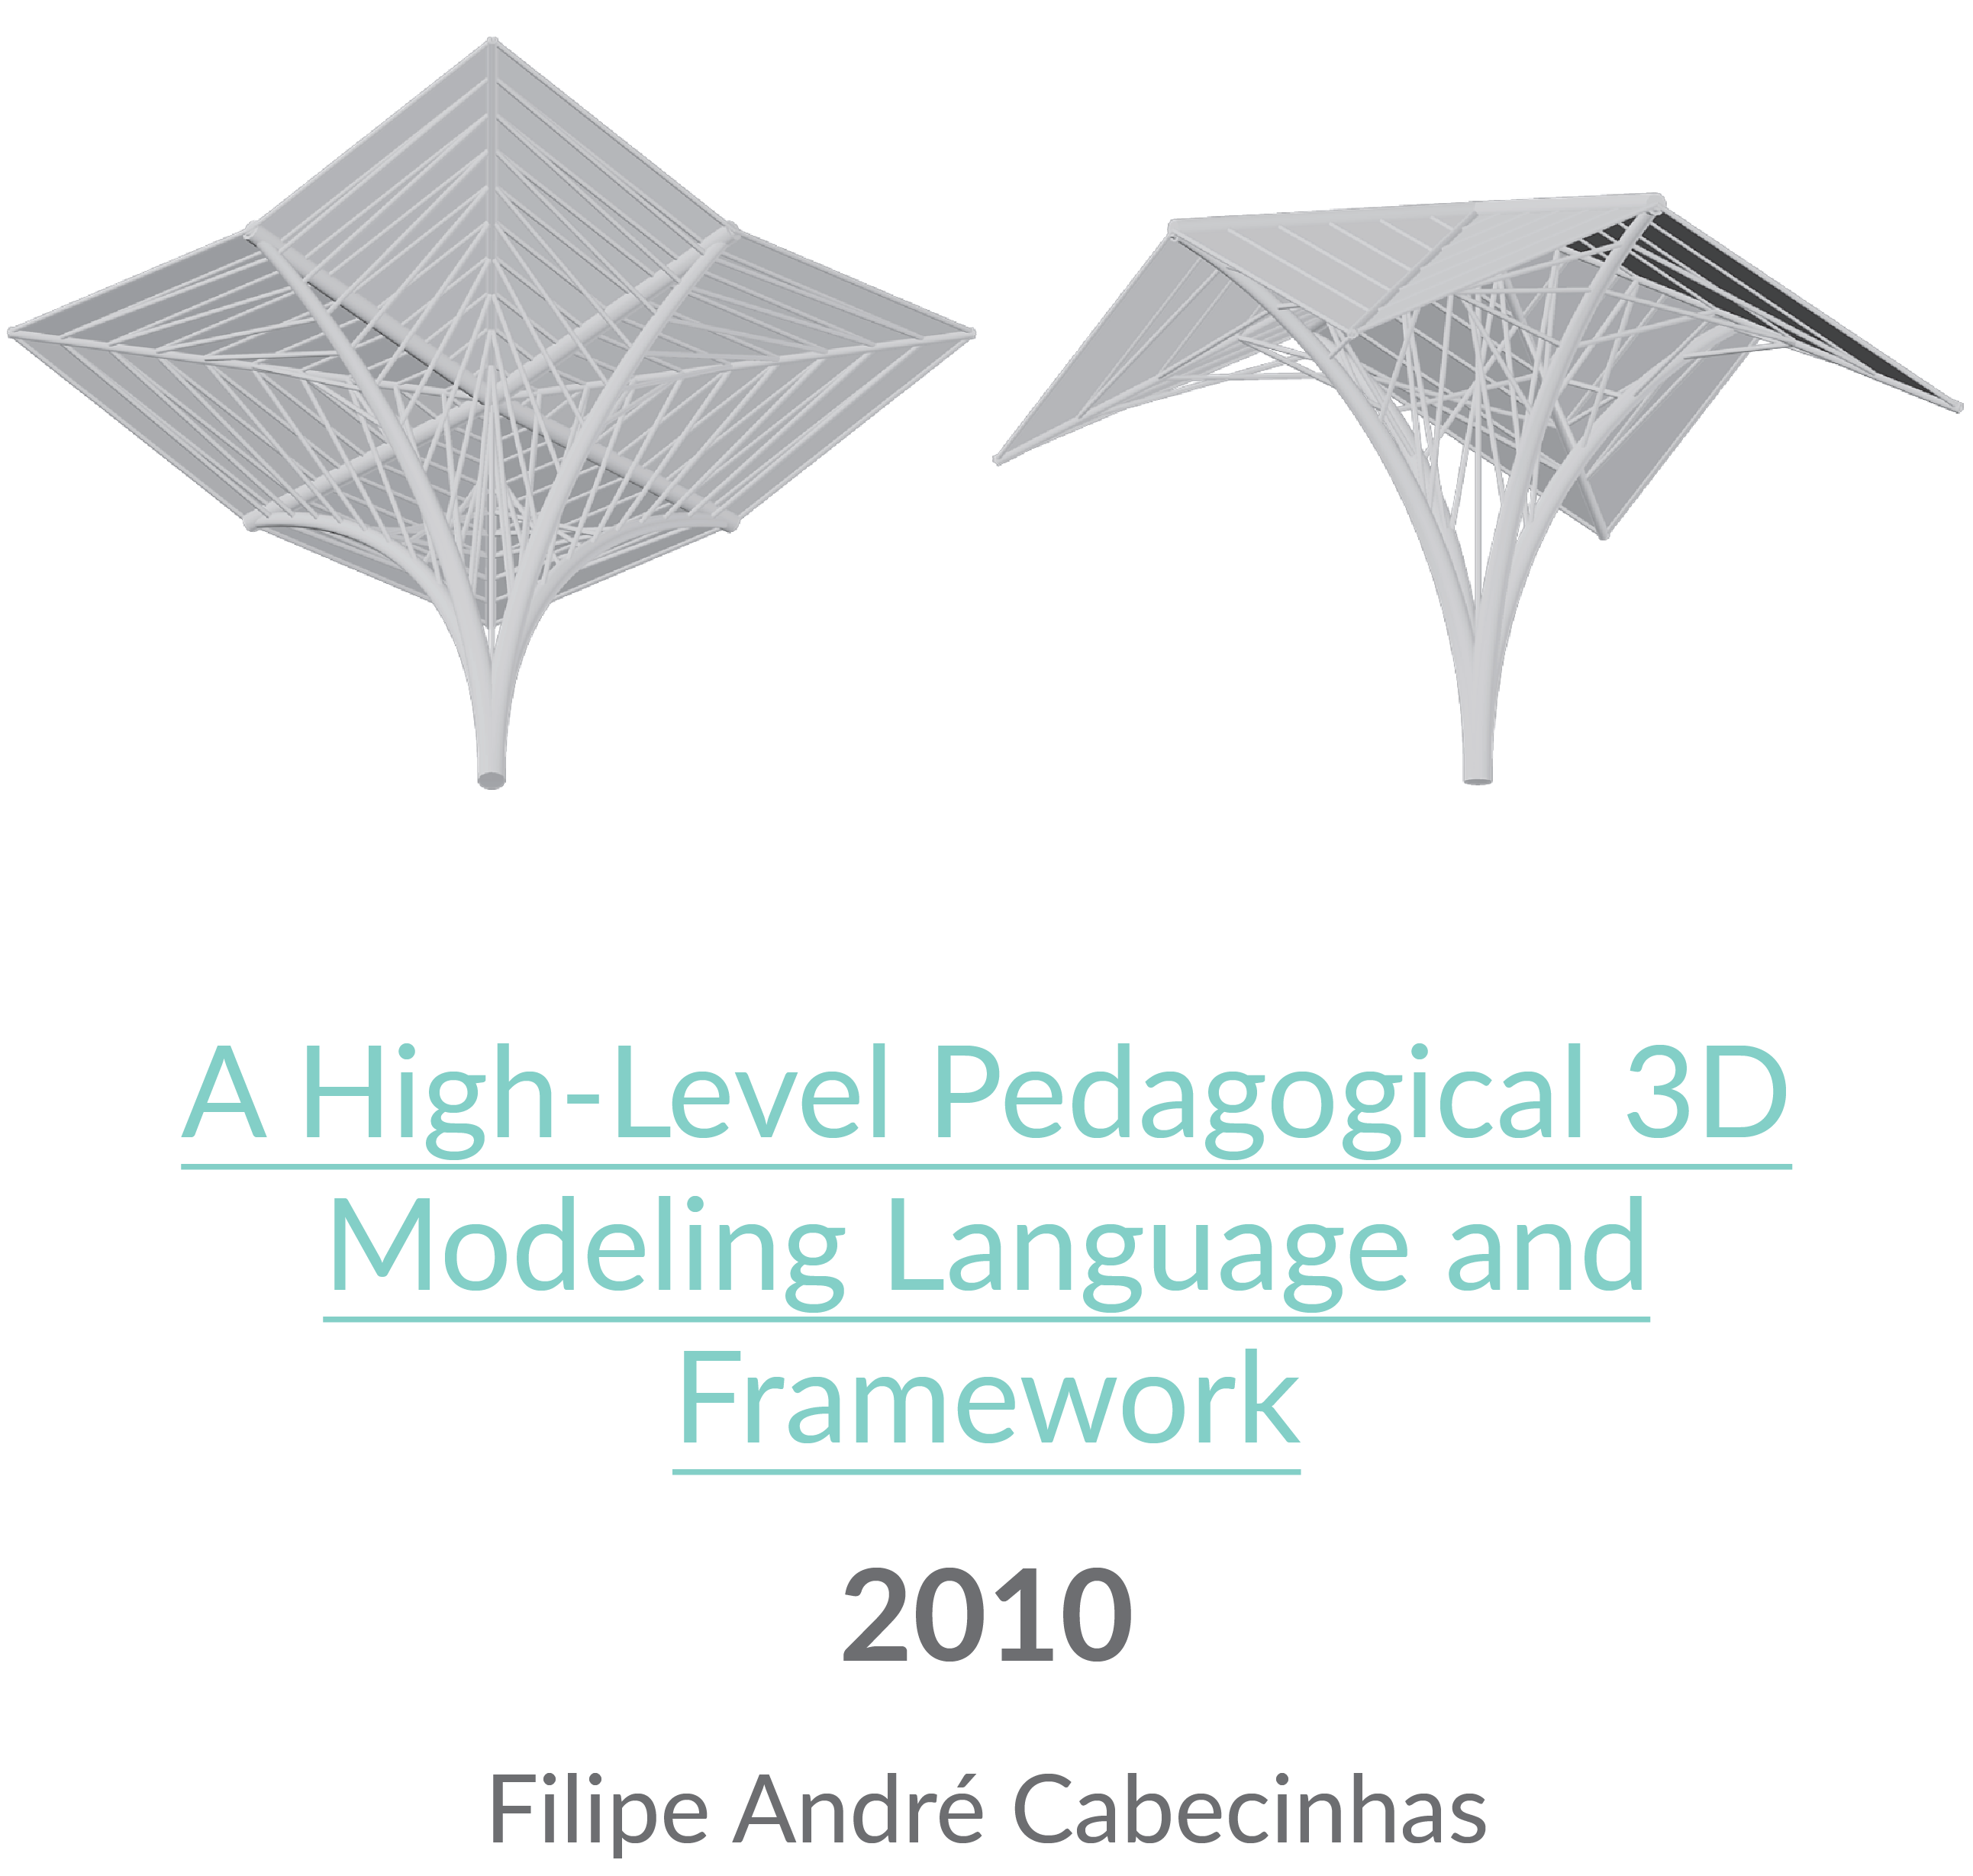 A High-Level Pedagogical 3D
Modeling Language and
Framework
2010
Filipe André Cabecinhas